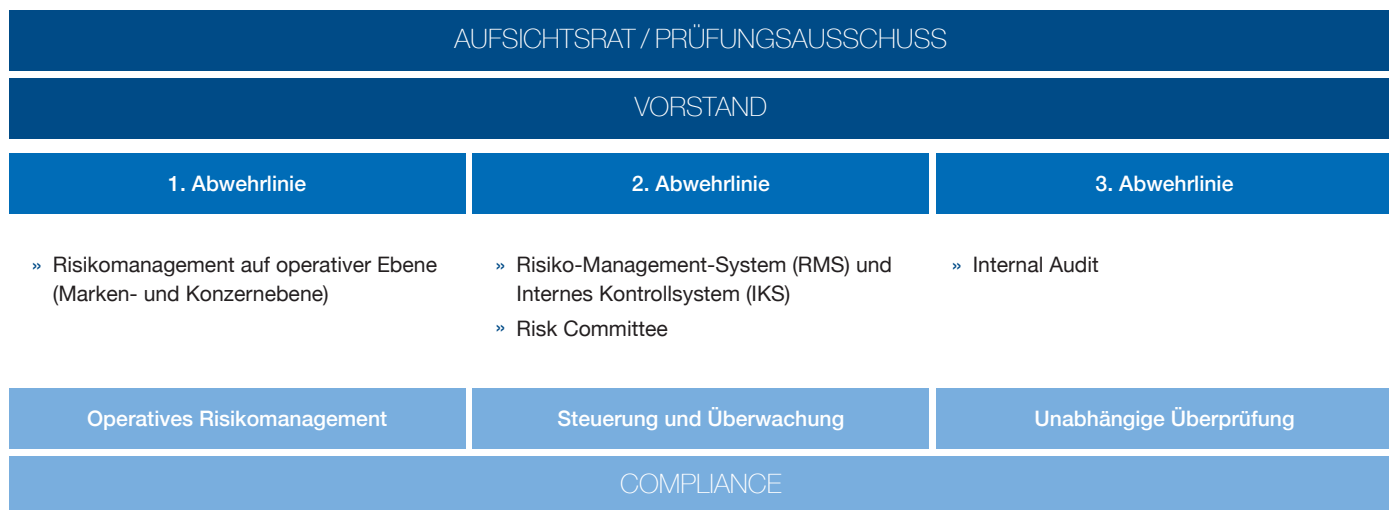 AUFSICHTSRAT / PRÜFUNGSAUSSCHUSS
VORSTAND
1. Abwehrlinie
2. Abwehrlinie
3. Abwehrlinie
» Risikomanagement auf operativer Ebene
(Marken- und Konzernebene)
» Risiko-Management-System (RMS) und
Internes Kontrollsystem (IKS)
» Risk Committee
» Internal Audit
Operatives Risikomanagement
Steuerung und Überwachung
Unabhängige Überprüfung
COMPLIANCE